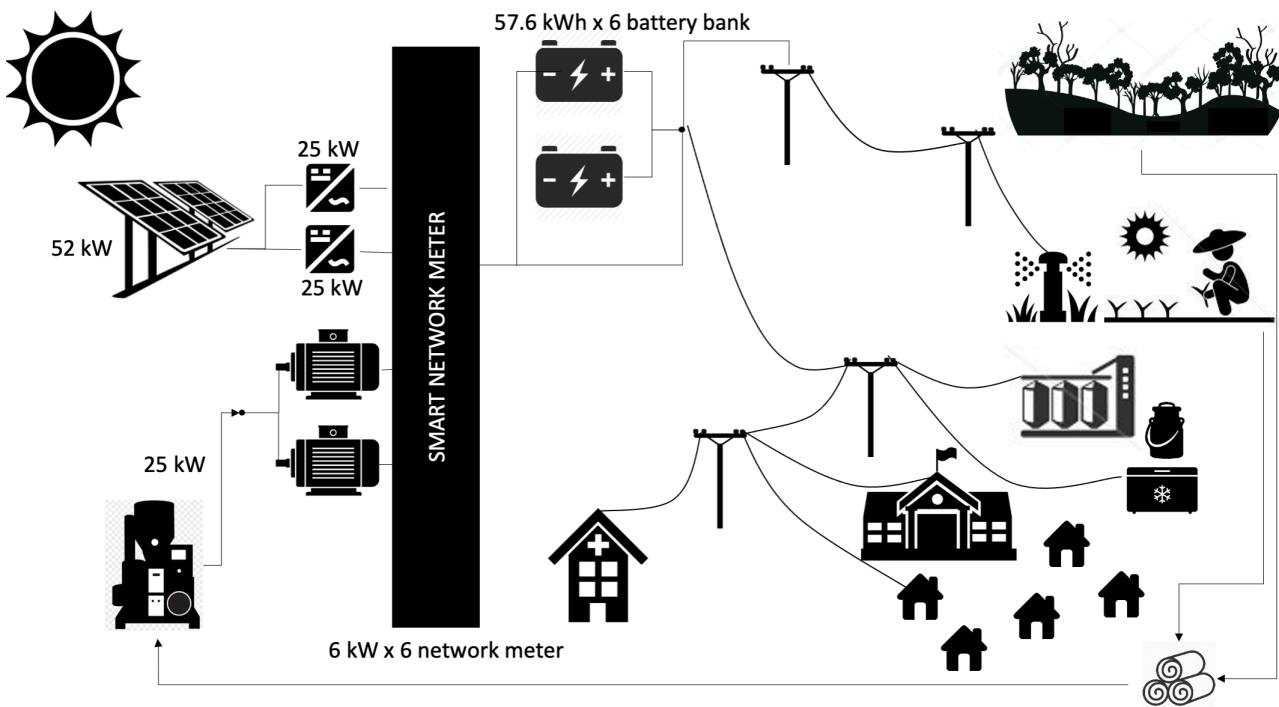 57.6 kWh x 6 battery bank
25 kW
52 kW
25 kW
SMART NETWORK METER
25 kW
6 kW x 6 network meter